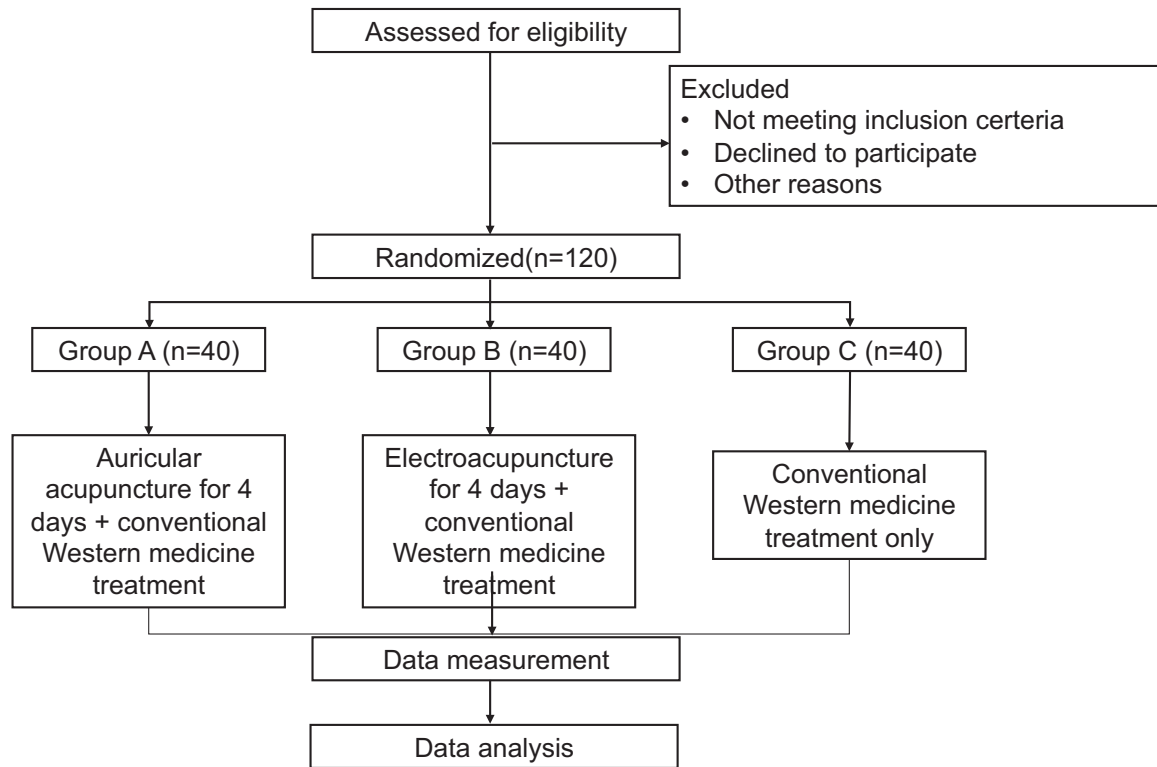 Assessed for eligibility
Excluded
• Not meeting inclusion certeria
• Declined to participate
• Other reasons
Randomized(n=120)
Group A (n=40)
Group B (n=40)
Group C (n=40)
Auricular
acupuncture for 4
days + conventional
Western medicine
treatment
Electroacupuncture
for 4 days +
conventional
Western medicine
treatment
Conventional
Western medicine
treatment only
Data measurement
Data analysis